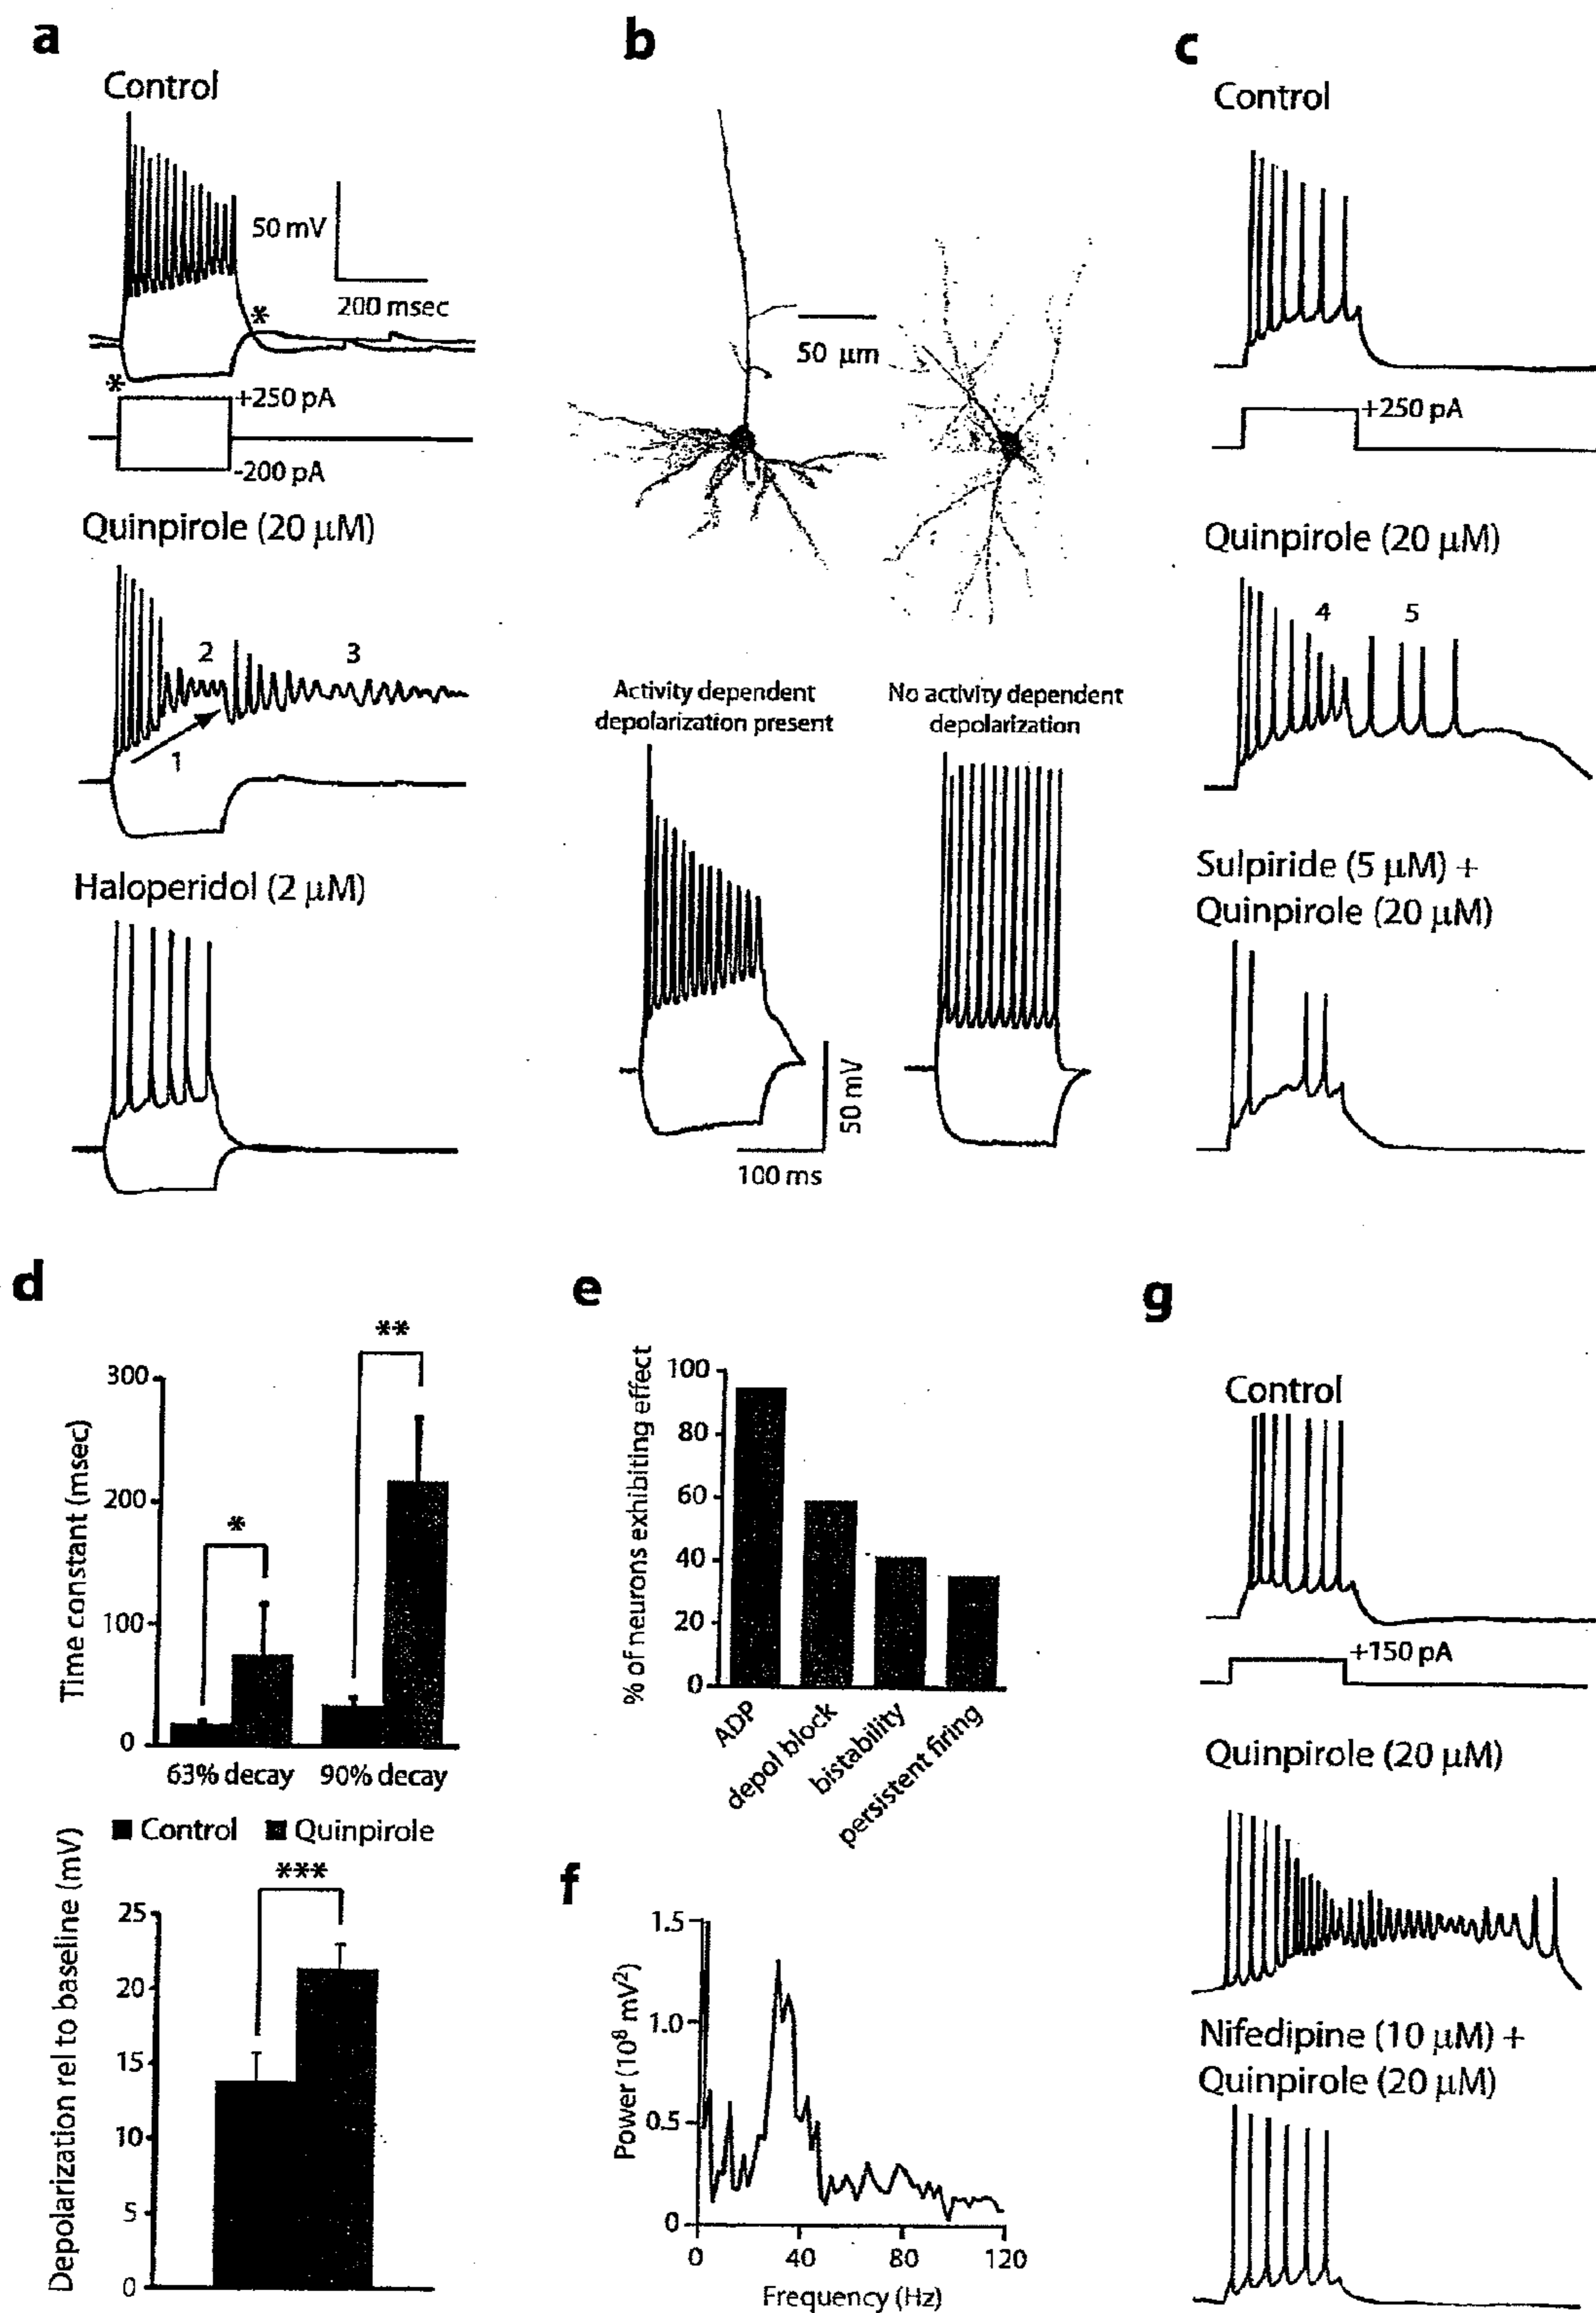 a
Control
50 mV
200 msec
*
*
+250 pA
-200 pA
Quinpirole (20 µM)
2
3
1
Haloperidol (2 µM)
b
50 µm
Activity dependent
depolarization present
No activity dependent
depolarization
50 mV
100 ms
c
Control
+250 pA
Quinpirole (20 µM)
4
5
Sulpiride (5 µM) +
Quinpirole (20 µM)
d
**
*
300
200
100
0
Time constant (msec)
63% decay
90% decay
Control
Quinpirole
***
25
20
15
10
5
0
Depolarization rel to baseline (mV)
e
% of neurons exhibiting effect
100
80
60
40
20
0
ADP
depol block
bistability
persistent firing
f
1.5
1.0
0.5
0
Power (10⁸ mV²)
0
40
80
120
Frequency (Hz)
g
Control
+150 pA
Quinpirole (20 µM)
Nifedipine (10 µM) +
Quinpirole (20 µM)